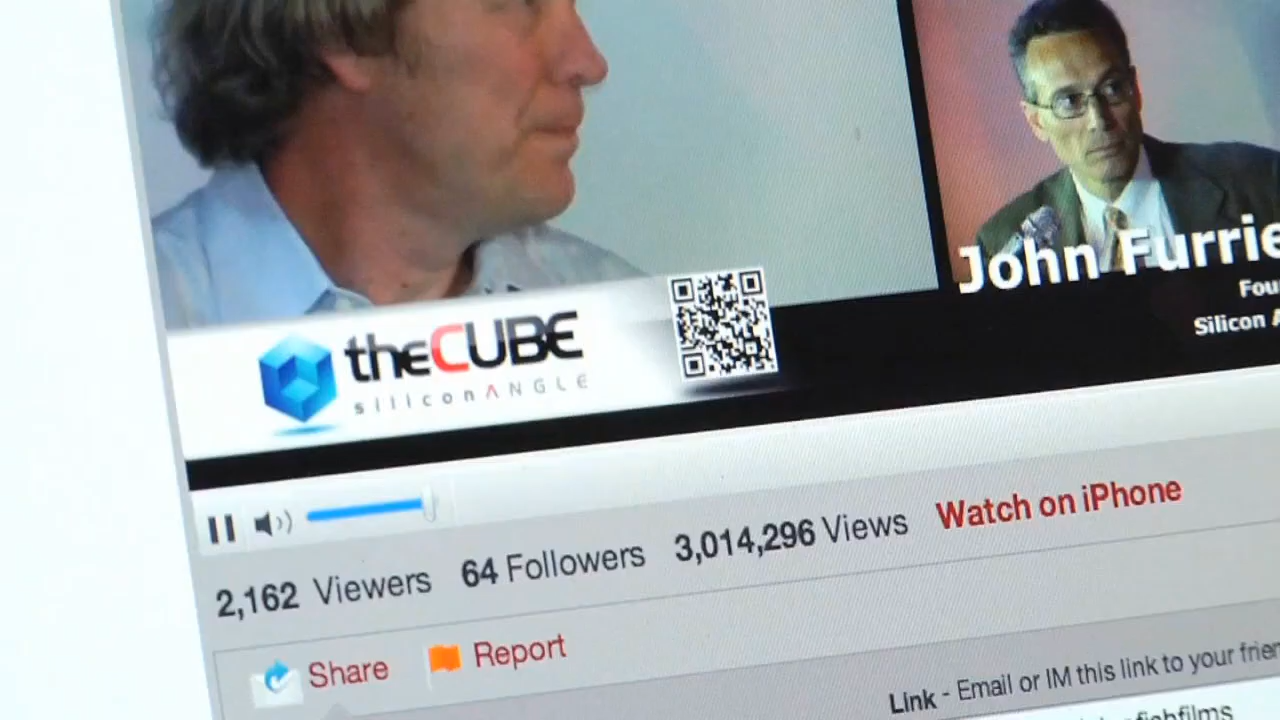 John Furrie
Fou
Silicon A
theCUBE
siliconANGLE
2,162 Viewers 64 Followers 3,014,296 Views Watch on iPhone
Share Report
Link - Email or IM this link to your frien